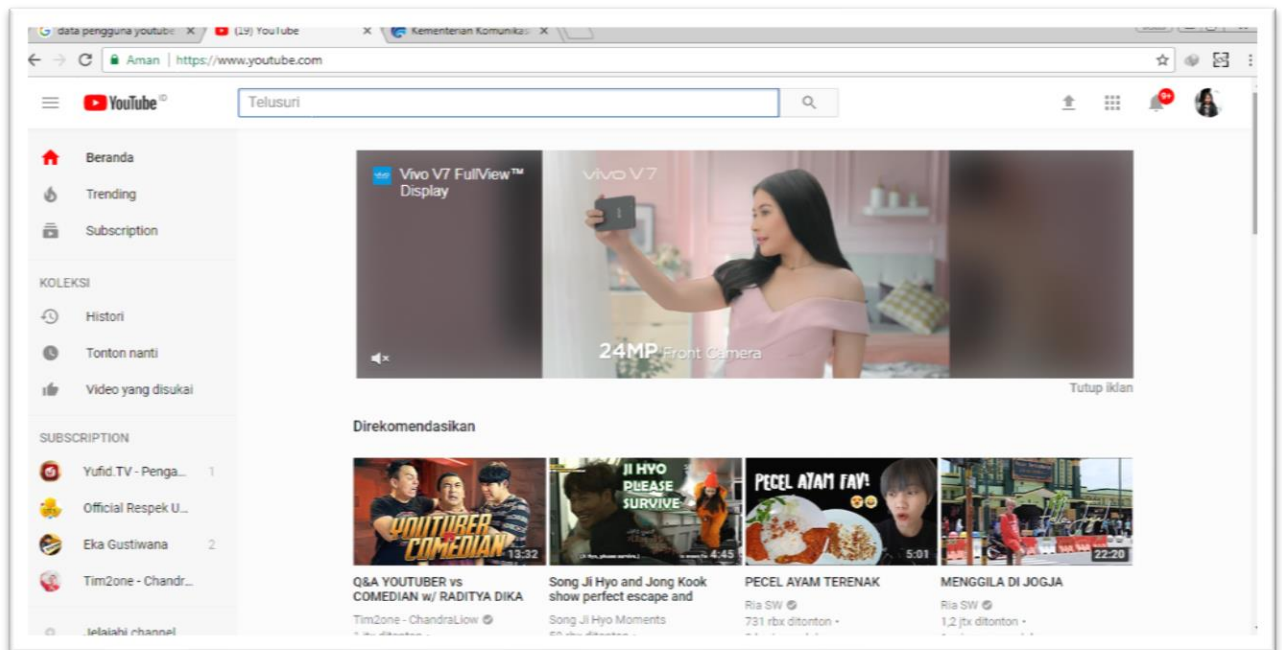 data pengguna youtube
(19) YouTube
Kementerian Komunikas
Aman | https://www.youtube.com
YouTube ID
Telusuri
9+
Beranda
Trending
Subscription
KOLEKSI
Histori
Tonton nanti
Video yang disukai
SUBSCRIPTION
Yufid.TV - Penga... 1
Official Respek U...
Eka Gustiwana 2
Tim2one - Chandr...
Jelajahi channel
vivo Vivo V7 FullView™
Display
vivo V7
24MP Front Camera
Tutup iklan
Direkomendasikan
YOUTUBER
COMEDIAN
13:32
Q&A YOUTUBER vs
COMEDIAN w/ RADITYA DIKA
Tim2one - ChandraLiow
JI HYO
PLEASE
SURVIVE
4:45
Song Ji Hyo and Jong Kook
show perfect escape and
Song Ji Hyo Moments
PECEL AYAM FAV!
5:01
PECEL AYAM TERENAK
Ria SW
731 rbx ditonton •
22:20
MENGGILA DI JOGJA
Ria SW
1,2 jtx ditonton •